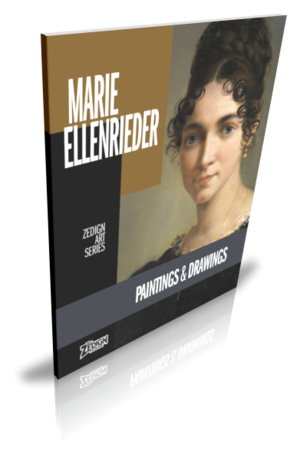 MARIE
ELLENRIEDER
ZEDIGN
ART
SERIES
PAINTINGS & DRAWINGS
ZEDIGN